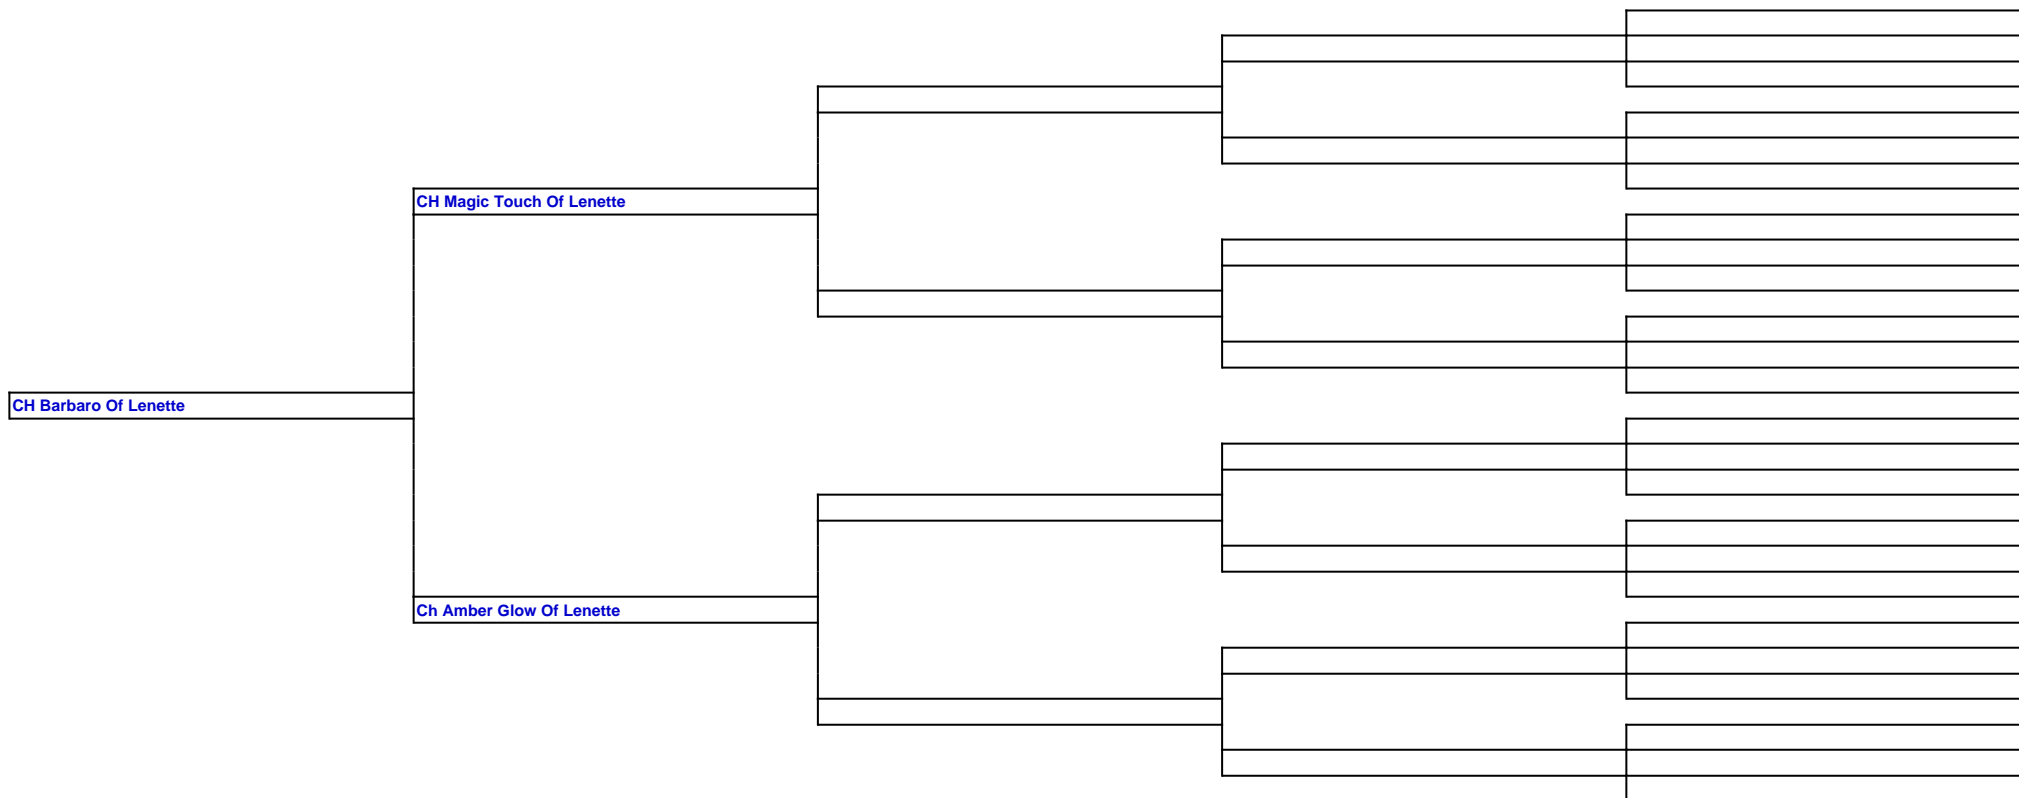 CH Magic Touch Of Lenette
CH Barbaro Of Lenette
Ch Amber Glow Of Lenette